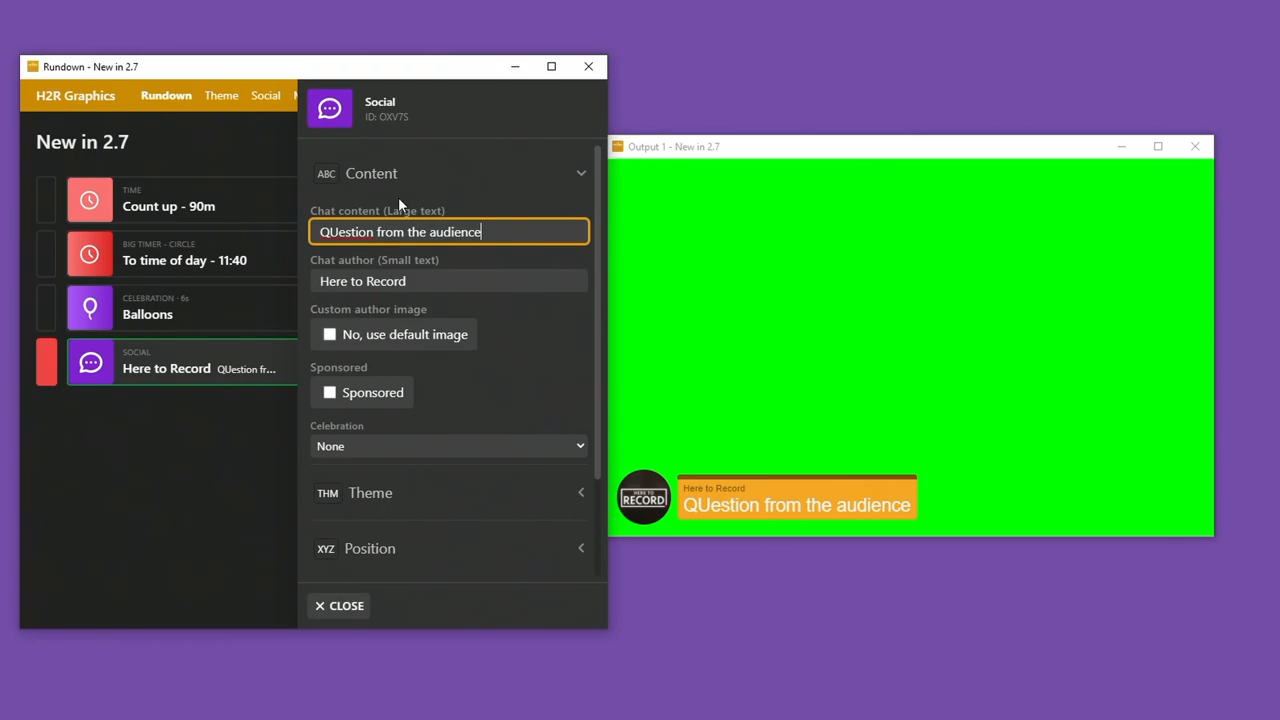 Rundown - New in 2.7
H2R Graphics
Rundown
Theme
Social
New in 2.7
TIME
Count up - 90m
BIG TIMER - CIRCLE
To time of day - 11:40
CELEBRATION - 6s
Balloons
SOCIAL
Here to Record QUestion fr...
Social
ID: OXV7S
ABC Content
Chat content (Large text)
QUestion from the audience
Chat author (Small text)
Here to Record
Custom author image
No, use default image
Sponsored
Sponsored
Celebration
None
THM Theme
XYZ Position
CLOSE
Output 1 - New in 2.7
HERE TO
RECORD
Here to Record
QUestion from the audience